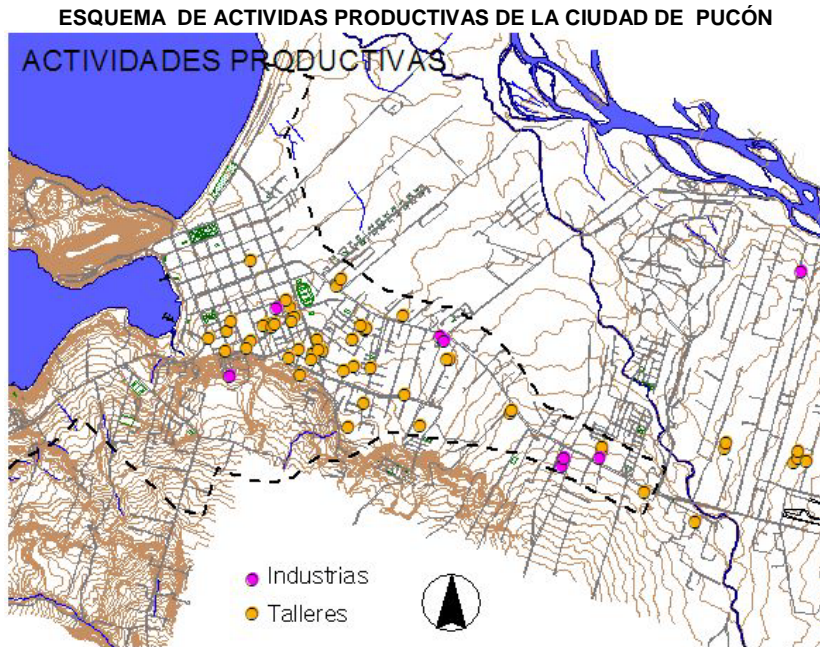 ESQUEMA DE ACTIVIDAS PRODUCTIVAS DE LA CIUDAD DE PUCÓN
ACTIVIDADES PRODUCTIVAS
Industrias
Talleres